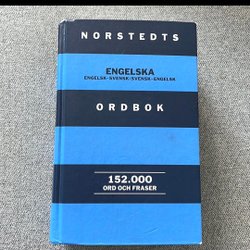 NORSTEDTS
ENGELSKA
ENGELSK-SVENSK/SVENSK-ENGELSK
ORDBOK
152.000
ORD OCH FRASER